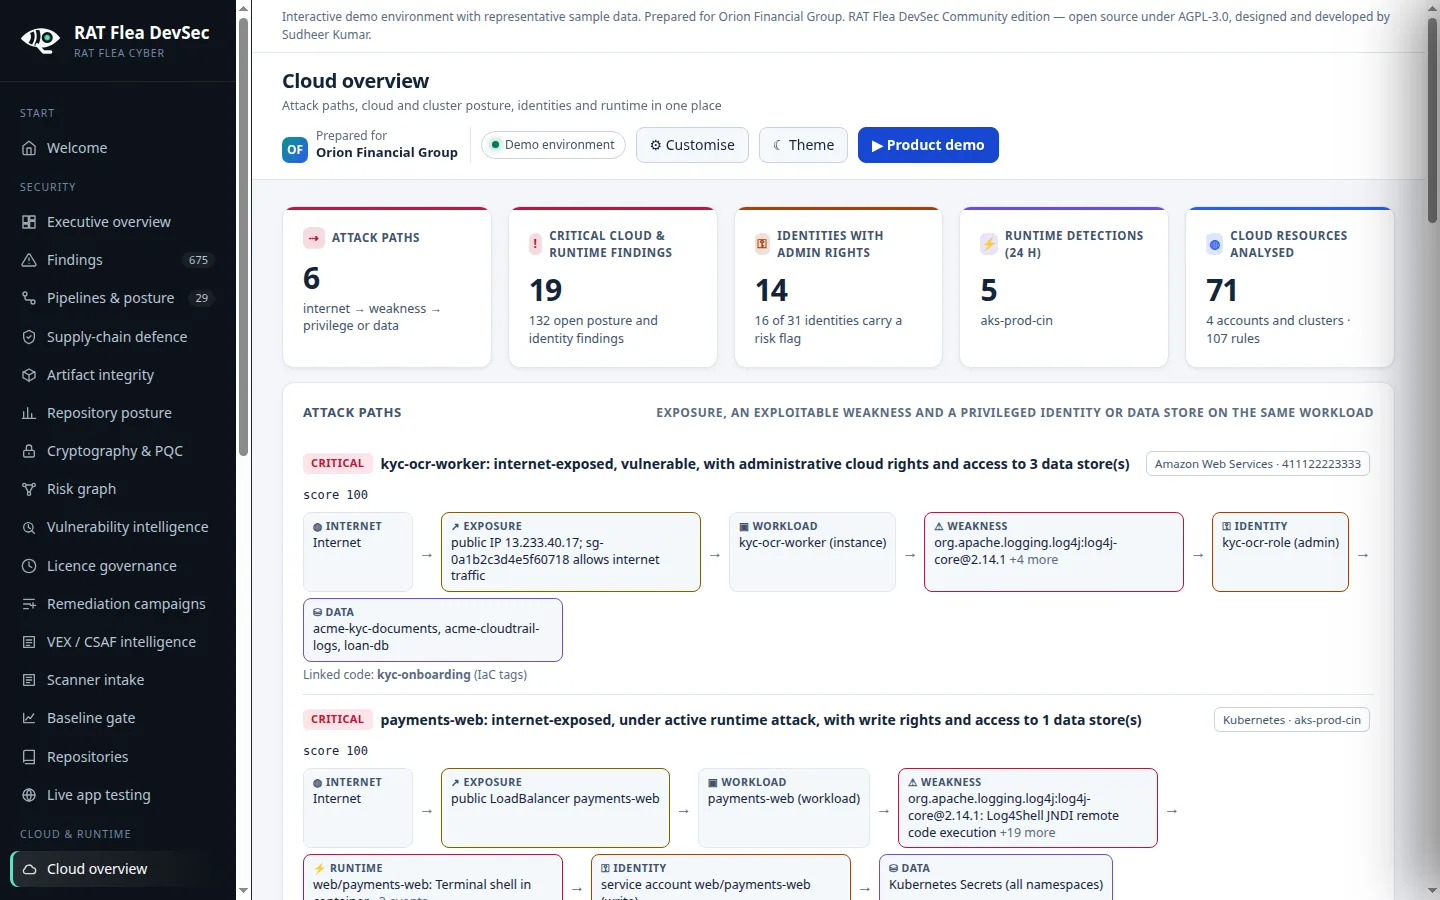 RAT Flea DevSec
RAT FLEA CYBER
START
Welcome
SECURITY
Executive overview
Findings 675
Pipelines & posture 29
Supply-chain defence
Artifact integrity
Repository posture
Cryptography & PQC
Risk graph
Vulnerability intelligence
Licence governance
Remediation campaigns
VEX / CSAF intelligence
Scanner intake
Baseline gate
Repositories
Live app testing
CLOUD & RUNTIME
Cloud overview
Interactive demo environment with representative sample data. Prepared for Orion Financial Group. RAT Flea DevSec Community edition — open source under AGPL-3.0, designed and developed by
Sudheer Kumar.
Cloud overview
Attack paths, cloud and cluster posture, identities and runtime in one place
OF
Prepared for
Orion Financial Group
Demo environment
⚙ Customise
☾ Theme
▶ Product demo
ATTACK PATHS
6
internet → weakness →
privilege or data
CRITICAL CLOUD &
RUNTIME FINDINGS
19
132 open posture and
identity findings
IDENTITIES WITH
ADMIN RIGHTS
14
16 of 31 identities carry a
risk flag
RUNTIME DETECTIONS
(24 H)
5
aks-prod-cin
CLOUD RESOURCES
ANALYSED
71
4 accounts and clusters ·
107 rules
ATTACK PATHS
EXPOSURE, AN EXPLOITABLE WEAKNESS AND A PRIVILEGED IDENTITY OR DATA STORE ON THE SAME WORKLOAD
CRITICAL kyc-ocr-worker: internet-exposed, vulnerable, with administrative cloud rights and access to 3 data store(s)
Amazon Web Services · 411122223333
score 100
INTERNET
Internet
→
↗ EXPOSURE
public IP 13.233.40.17; sg-
0a1b2c3d4e5f60718 allows internet
traffic
→
▣ WORKLOAD
kyc-ocr-worker (instance)
→
⚠ WEAKNESS
org.apache.logging.log4j:log4j-
core@2.14.1 +4 more
→
IDENTITY
kyc-ocr-role (admin)
→
DATA
acme-kyc-documents, acme-cloudtrail-
logs, loan-db
Linked code: kyc-onboarding (IaC tags)
CRITICAL payments-web: internet-exposed, under active runtime attack, with write rights and access to 1 data store(s)
Kubernetes · aks-prod-cin
score 100
INTERNET
Internet
→
↗ EXPOSURE
public LoadBalancer payments-web
→
▣ WORKLOAD
payments-web (workload)
→
⚠ WEAKNESS
org.apache.logging.log4j:log4j-
core@2.14.1: Log4Shell JNDI remote
code execution +19 more
→
⚡ RUNTIME
web/payments-web: Terminal shell in
→
IDENTITY
service account web/payments-web
→
DATA
Kubernetes Secrets (all namespaces)